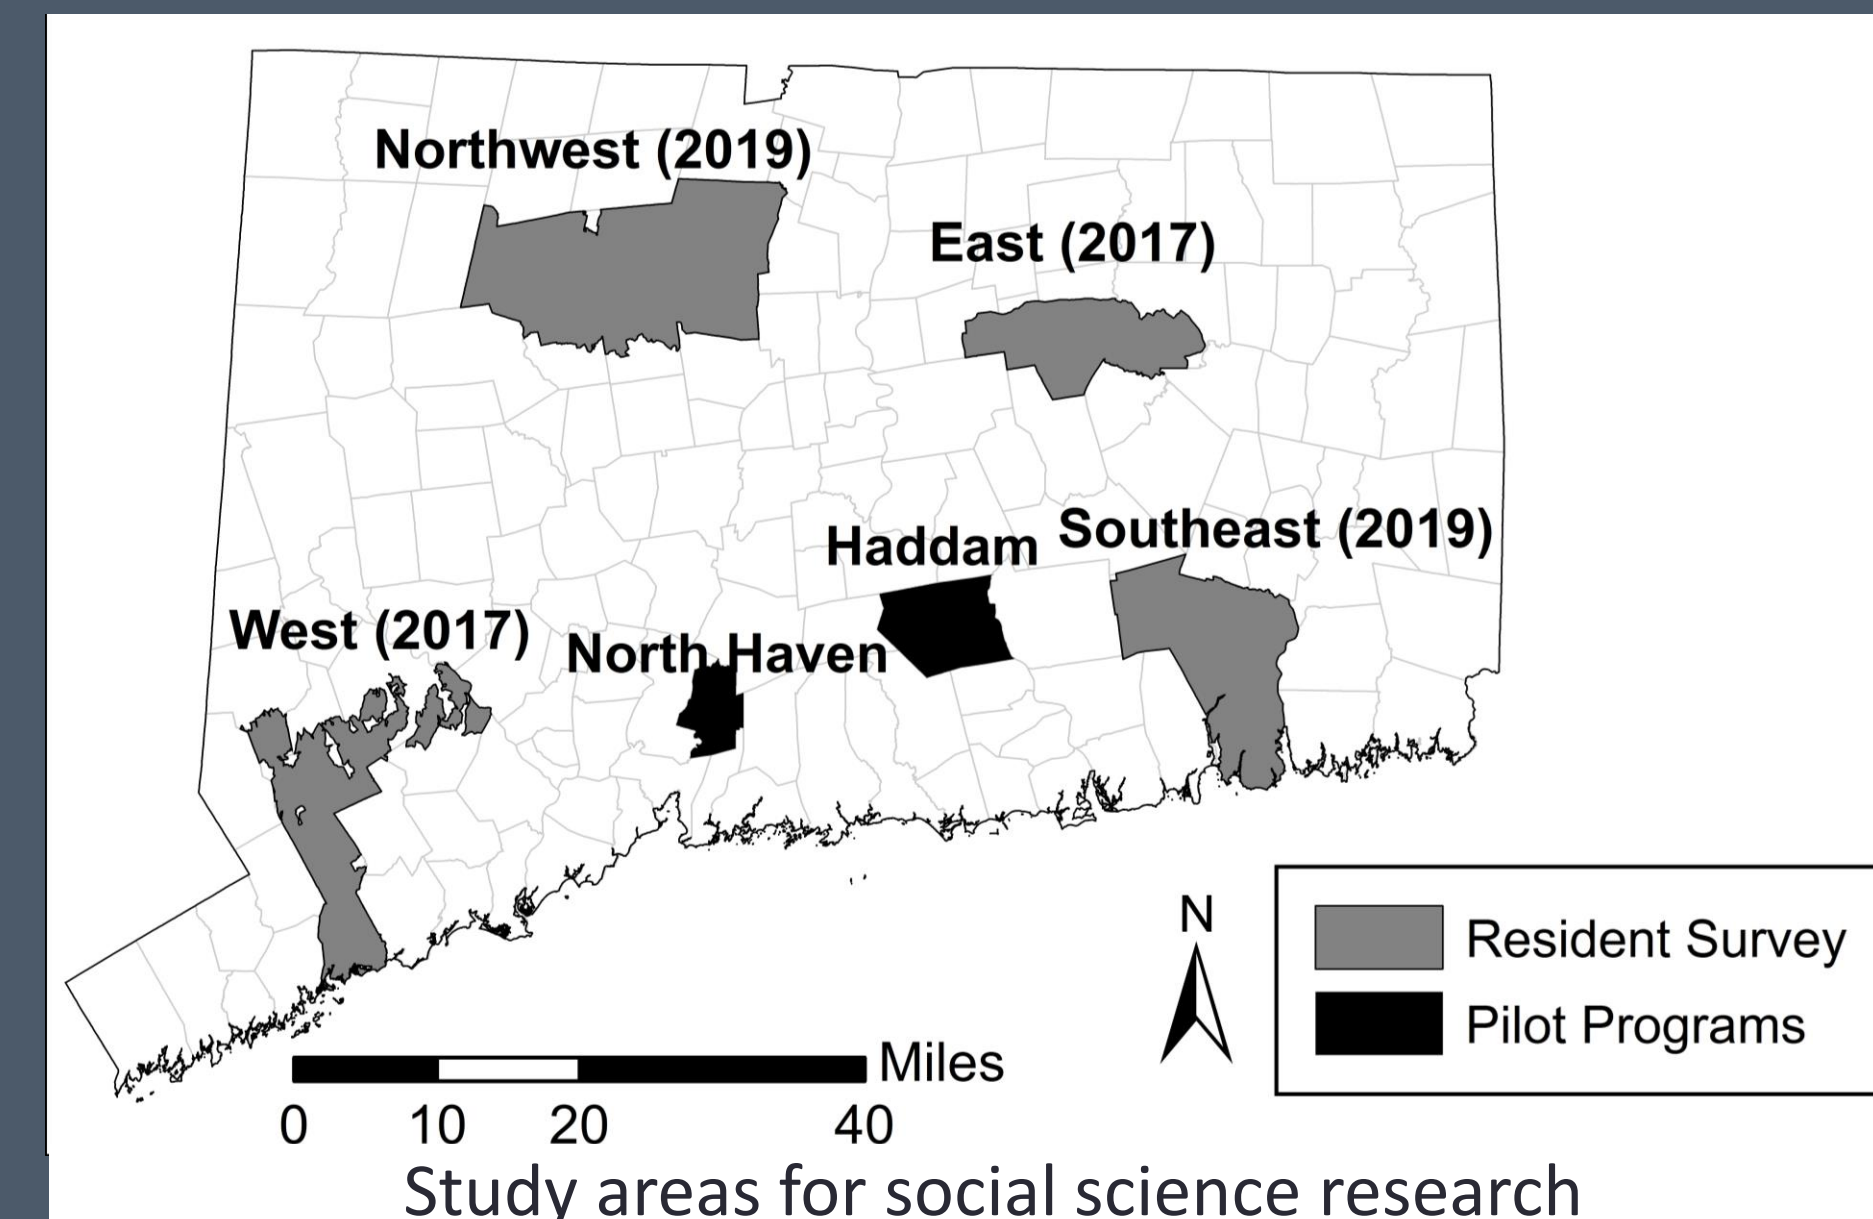 Northwest (2019)
East (2017)
Haddam
Southeast (2019)
West (2017)
North Haven
N
Resident Survey
Pilot Programs
Miles
0 10 20 40
Study areas for social science research